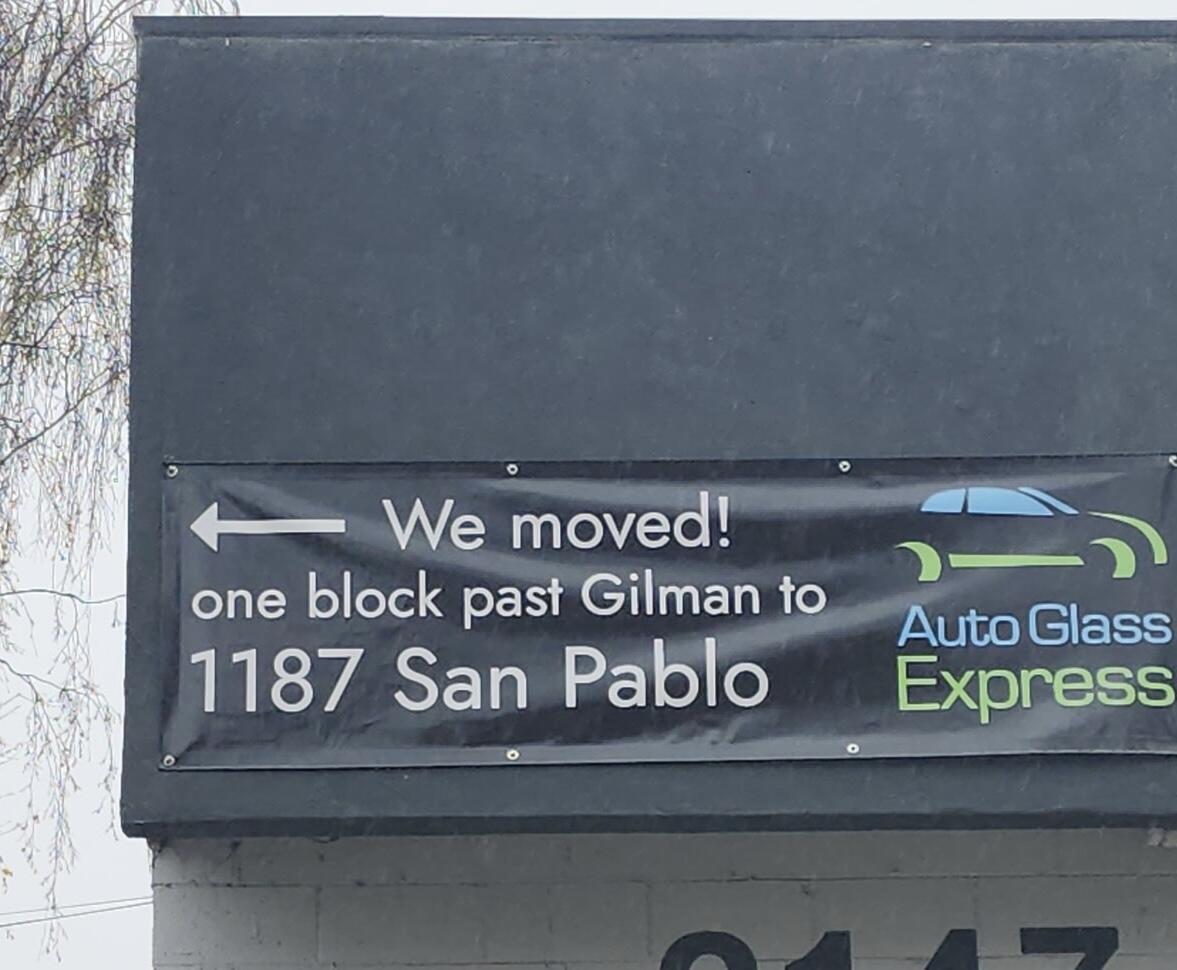 We moved!
one block past Gilman to
1187 San Pablo
Auto Glass
Express